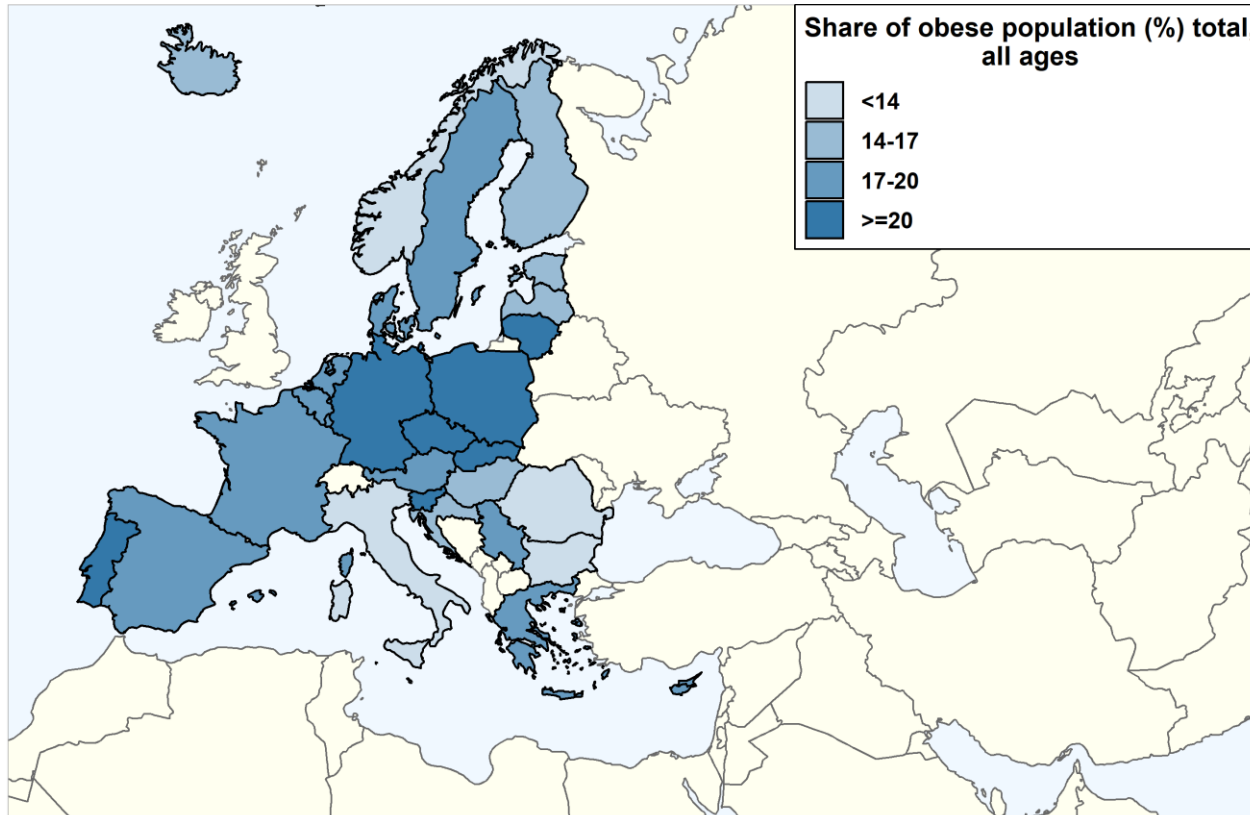 Share of obese population (%) total,
all ages
<14
14-17
17-20
>=20